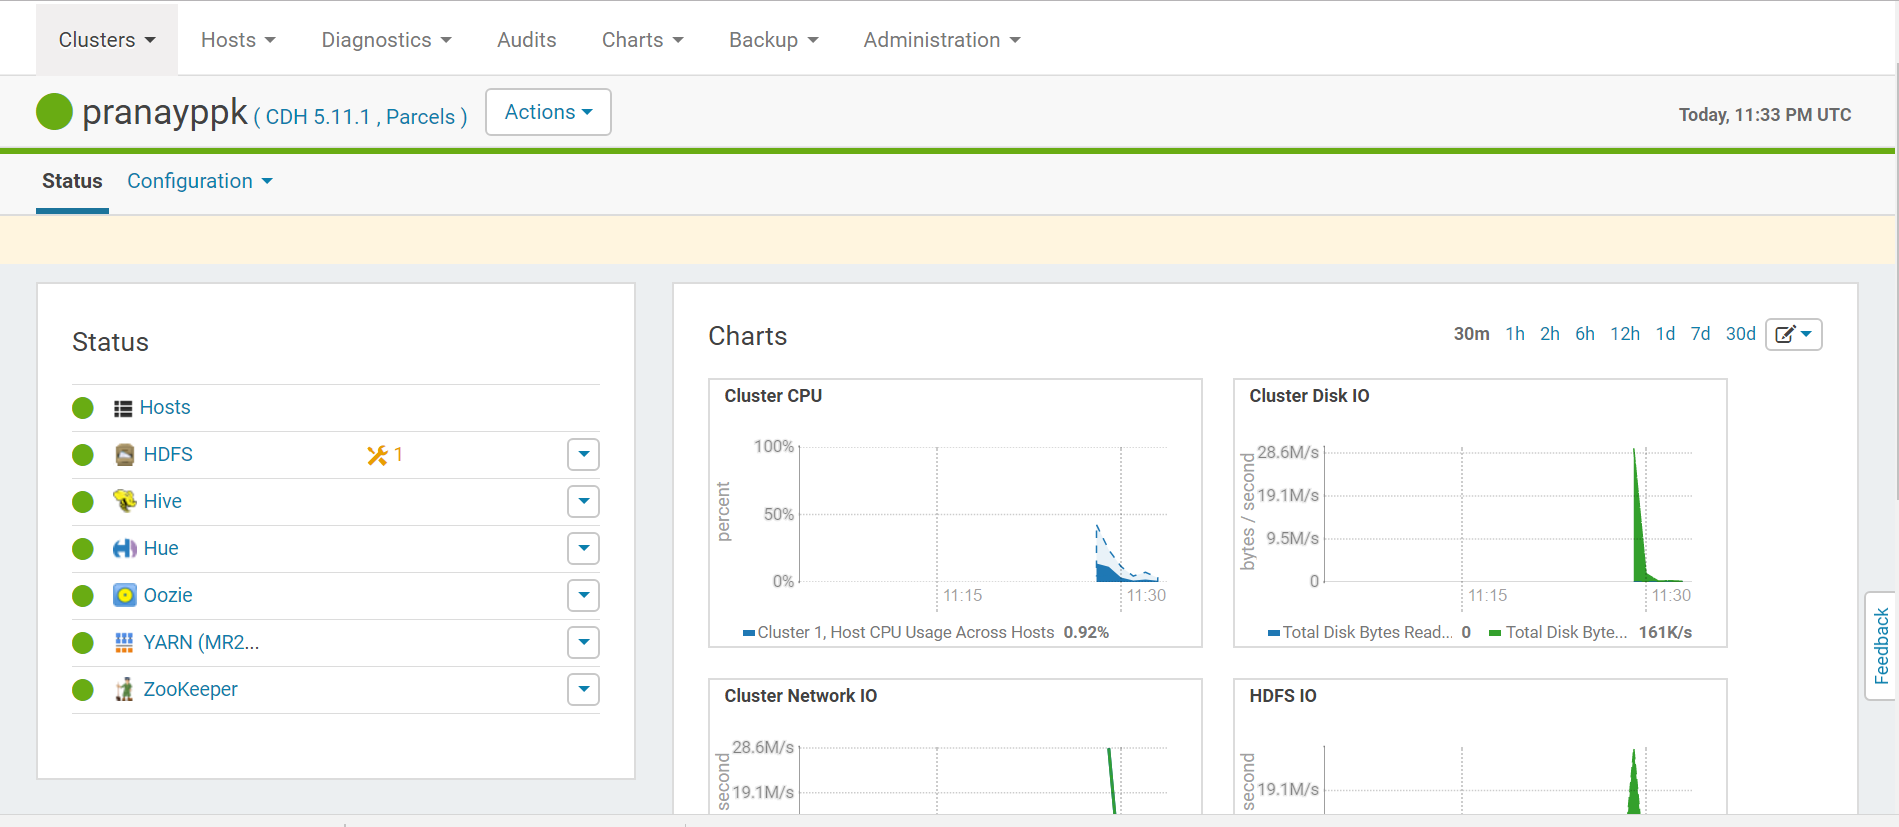 Clusters Hosts Diagnostics Audits Charts Backup Administration
pranayppk ( CDH 5.11.1 , Parcels ) Actions Today, 11:33 PM UTC
Status Configuration
Status
Hosts
HDFS 1
Hive
Hue
Oozie
YARN (MR2...
ZooKeeper
Charts 30m 1h 2h 6h 12h 1d 7d 30d
Cluster CPU
percent
100%
50%
0%
11:15 11:30
Cluster 1, Host CPU Usage Across Hosts 0.92%
Cluster Disk IO
bytes / second
28.6M/s
19.1M/s
9.5M/s
0
11:15 11:30
Total Disk Bytes Read... 0 Total Disk Byte... 161K/s
Cluster Network IO
second
28.6M/s
19.1M/s
HDFS IO
second
19.1M/s
Feedback